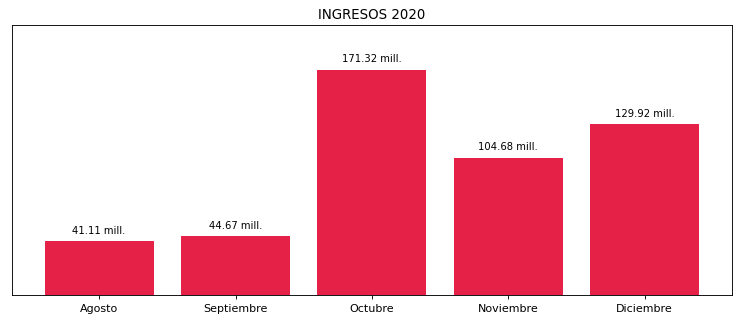 INGRESOS 2020
171.32 mill.
129.92 mill.
104.68 mill.
44.67 mill.
41.11 mill.
Agosto Septiembre Octubre Noviembre Diciembre